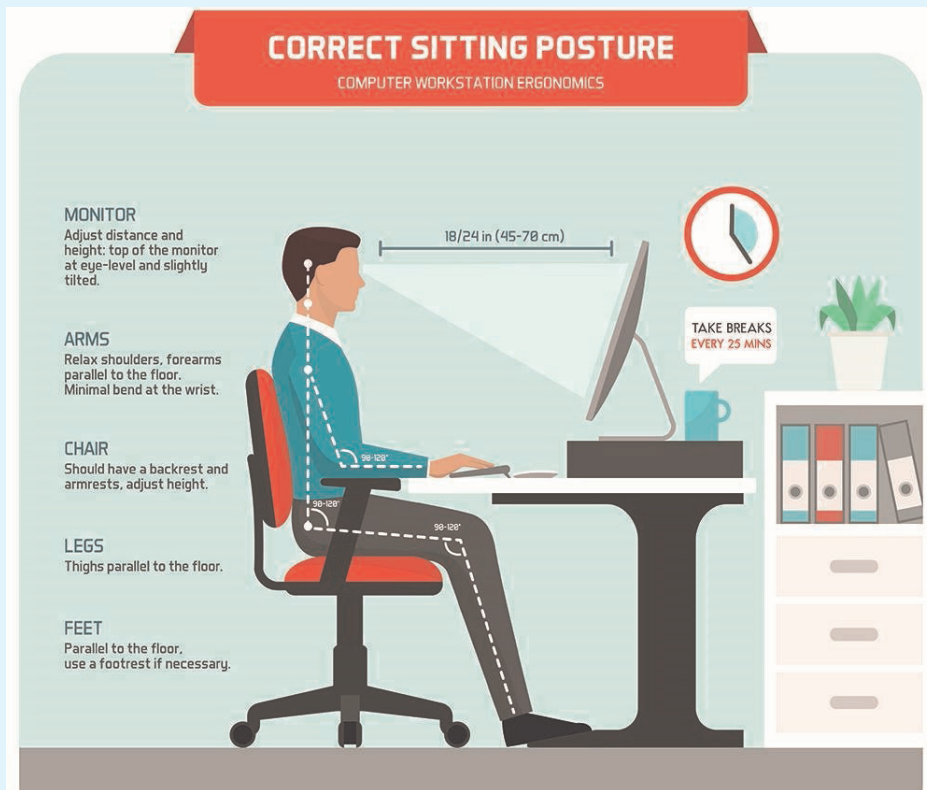 CORRECT SITTING POSTURE
COMPUTER WORKSTATION ERGONOMICS
MONITOR
Adjust distance and
height: top of the monitor
at eye-level and slightly
tilted.
ARMS
Relax shoulders, forearms
parallel to the floor.
Minimal bend at the wrist.
CHAIR
Should have a backrest and
armrests, adjust height.
LEGS
Thighs parallel to the floor.
FEET
Parallel to the floor,
use a footrest if necessary.
18/24 in (45-70 cm)
TAKE BREAKS
EVERY 25 MINS
90-120°
90-120°
90-120°